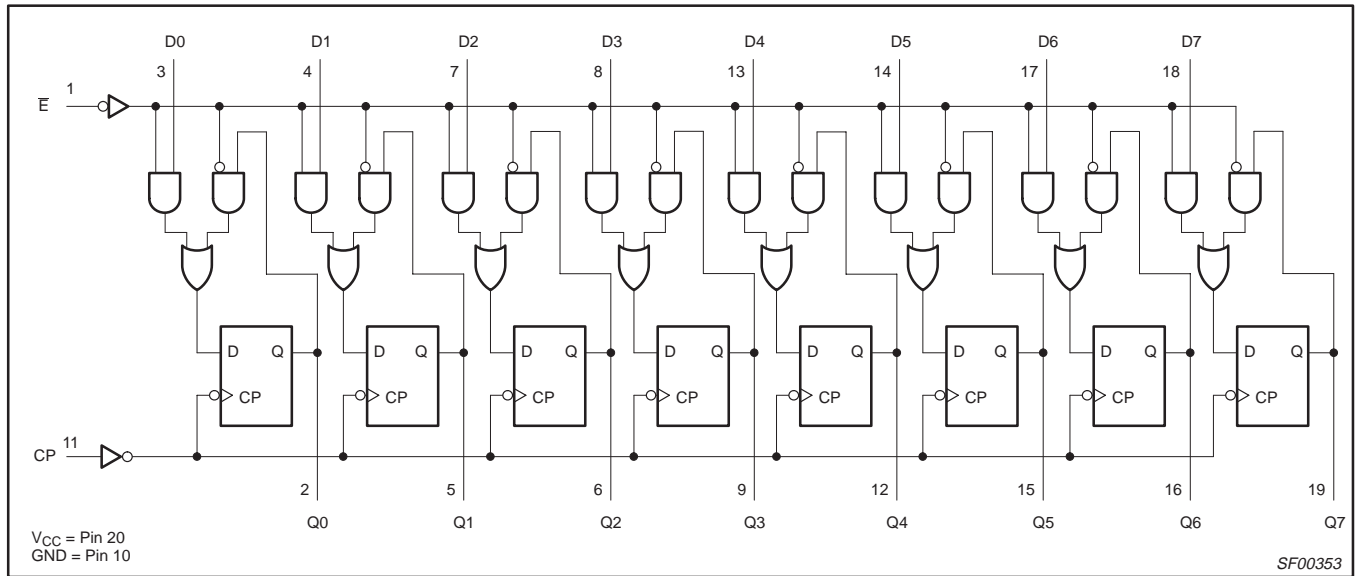 D0 D1 D2 D3 D4 D5 D6 D7
3 4 7 8 13 14 17 18
E̅ 1
D Q D Q D Q D Q D Q D Q D Q D Q
CP CP CP CP CP CP CP CP
CP 11
2 5 6 9 12 15 16 19
Q0 Q1 Q2 Q3 Q4 Q5 Q6 Q7
VCC = Pin 20
GND = Pin 10
SF00353